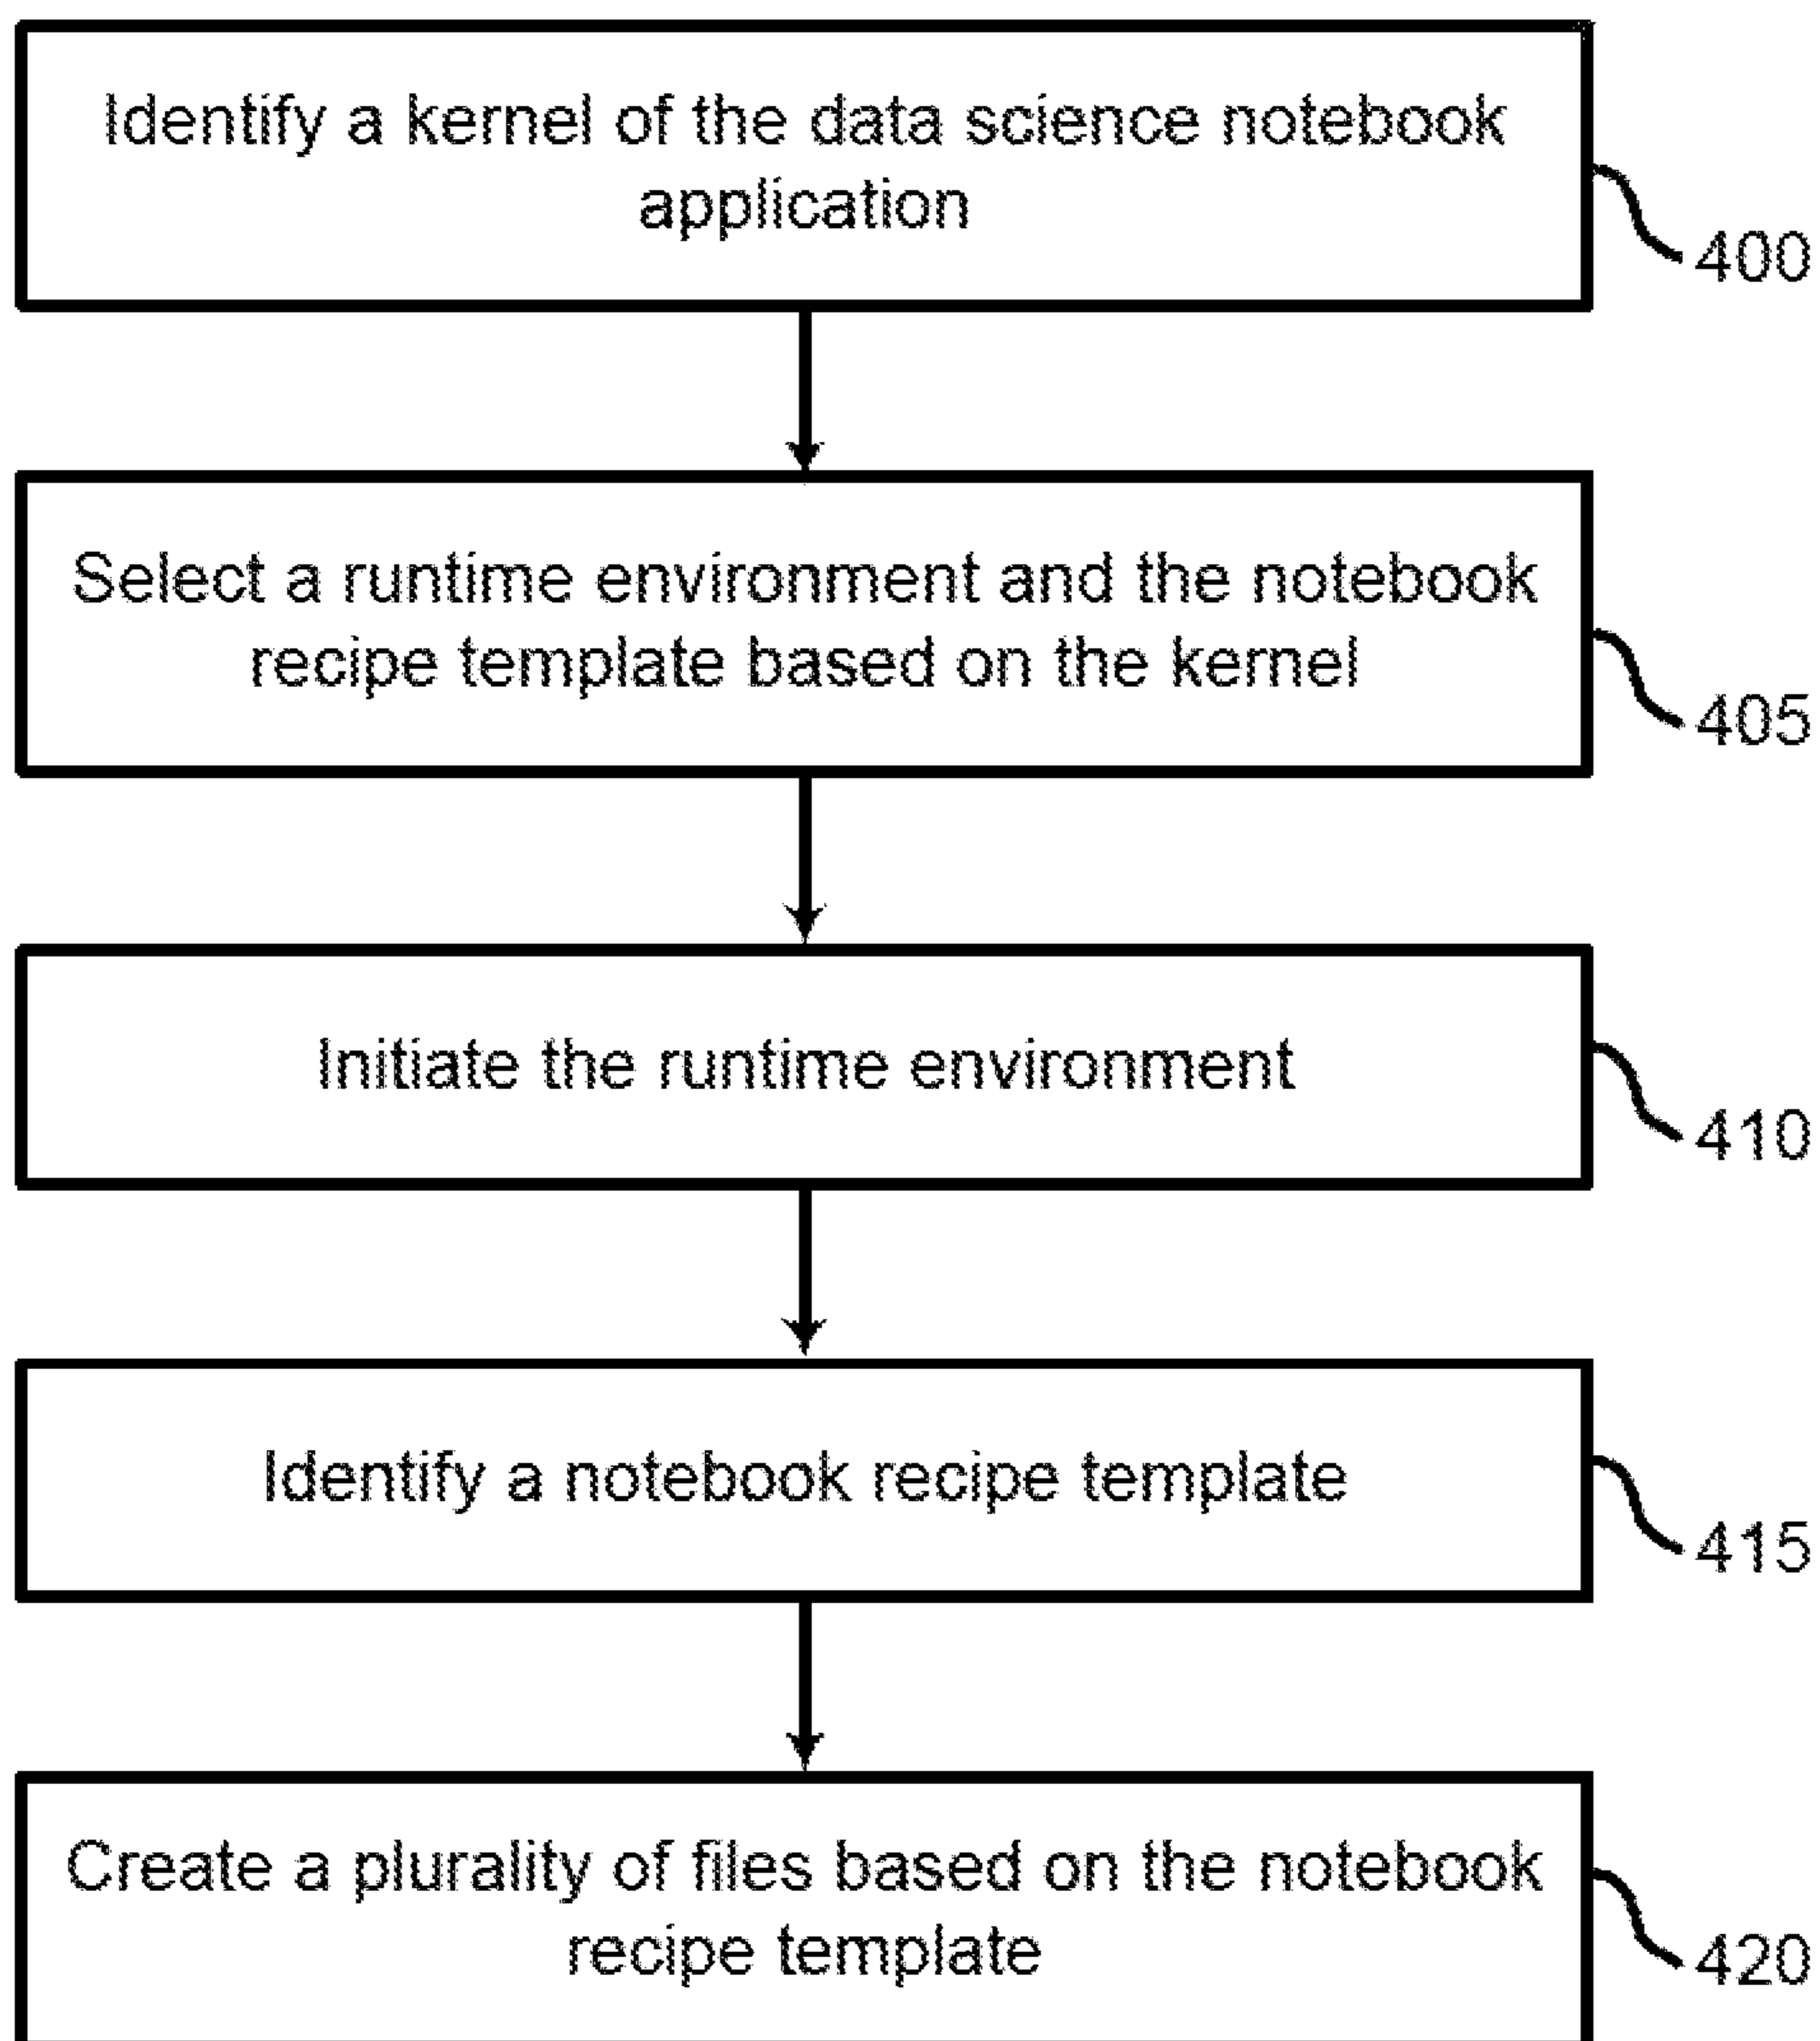 Identify a kernel of the data science notebook
application
400
Select a runtime environment and the notebook
recipe template based on the kernel
405
Initiate the runtime environment
410
Identify a notebook recipe template
415
Create a plurality of files based on the notebook
recipe template
420